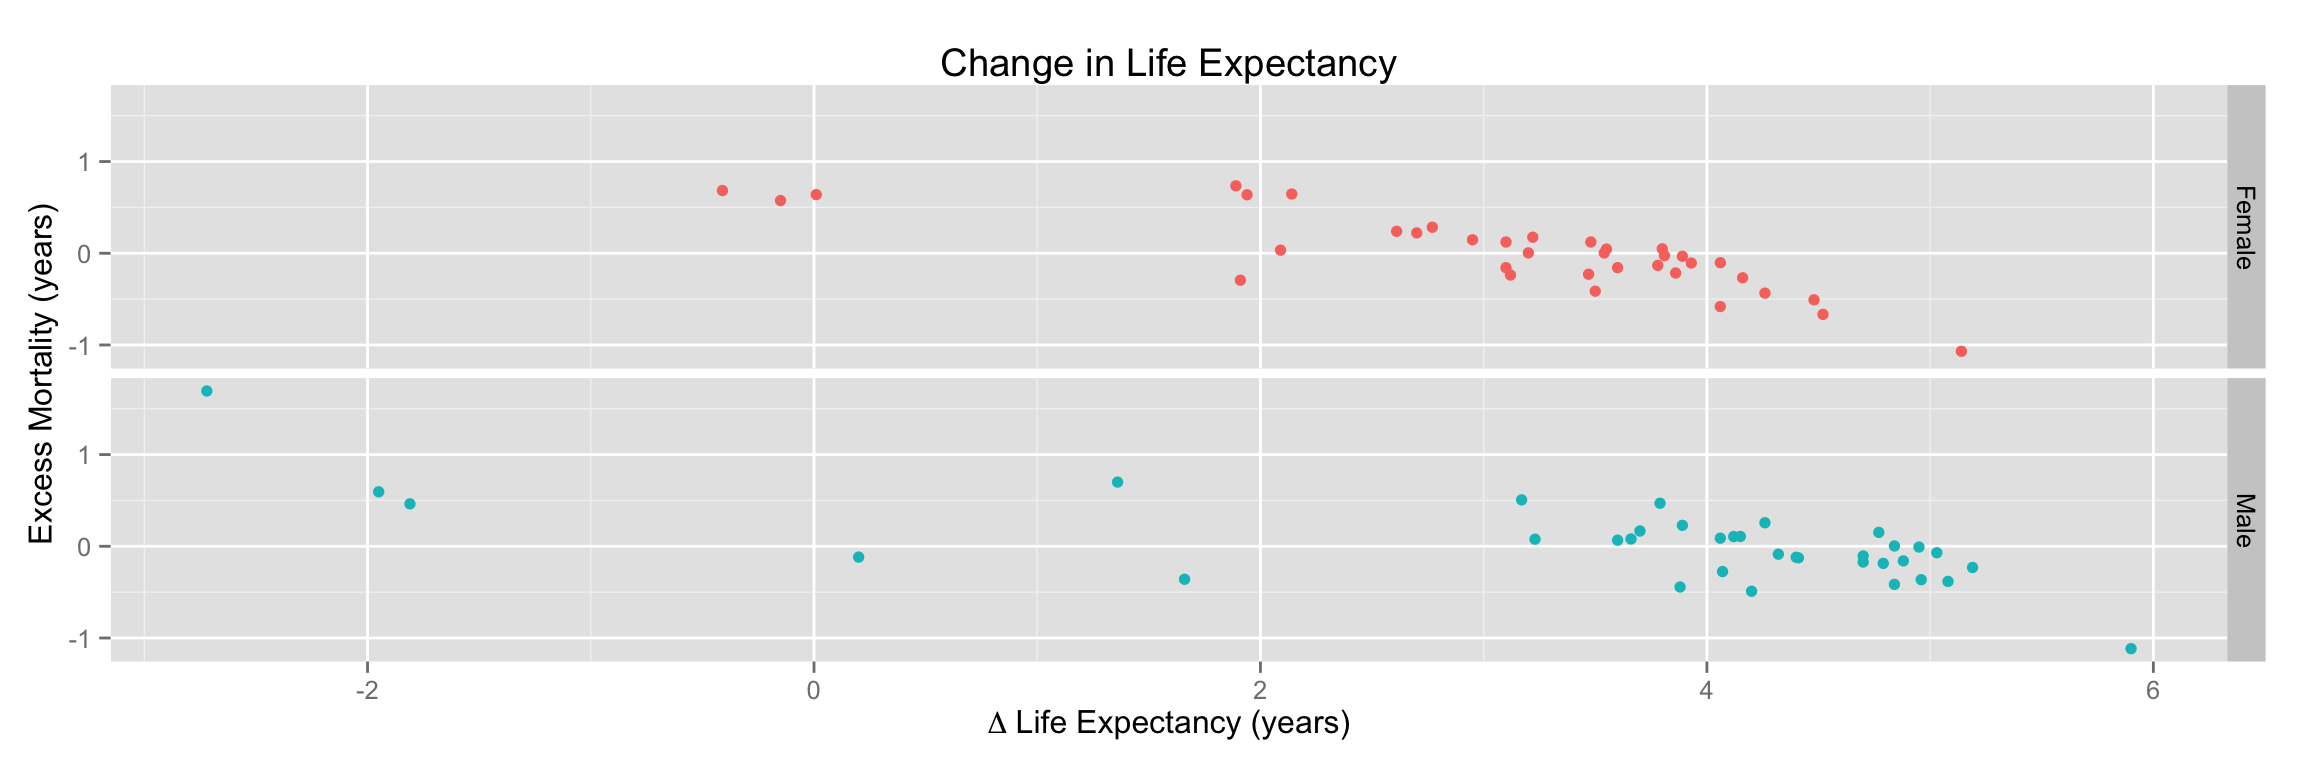 Change in Life Expectancy
Excess Mortality (years)
1
0
-1
Female
1
0
-1
Male
-2
0
2
4
6
Δ Life Expectancy (years)